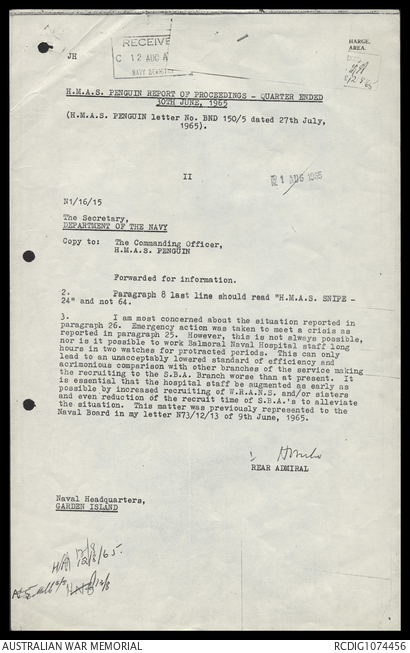 HARGE.
AREA.
RECEIVE
C 12 AUG
NAVY
JH
H.M.A.S. PENGUIN REPORT OF PROCEEDINGS - QUARTER ENDED
30TH JUNE, 1965
(H.M.A.S. PENGUIN letter No. BND 150/5 dated 27th July,
1965).
II
AUG 1965
N1/16/15
The Secretary,
DEPARTMENT OF THE NAVY
Copy to: The Commanding Officer,
H.M.A.S. PENGUIN
Forwarded for information.
2. Paragraph 8 last line should read "H.M.A.S. SNIPE -
24" and not 64.
3. I am most concerned about the situation reported in
paragraph 26. Emergency action was taken to meet a crisis as
reported in paragraph 25. However, this is not always possible,
nor is it possible to work Balmoral Naval Hospital staff long
hours in two watches for protracted periods. This can only
lead to an unacceptably lowered standard of efficiency and
acrimonious comparison with other branches of the service making
the recruiting to the S.B.A. Branch worse than at present. It
is essential that the hospital staff be augmented as early as
possible by increased recruiting of W.R.A.N.S. and/or sisters
and even reduction of the recruit time of S.B.A.'s to alleviate
the situation. This matter was previously represented to the
Naval Board in my letter N73/12/13 of 9th June, 1965.
REAR ADMIRAL
Naval Headquarters,
GARDEN ISLAND
12/8/65.
AUSTRALIAN WAR MEMORIAL
RCDIG1074456